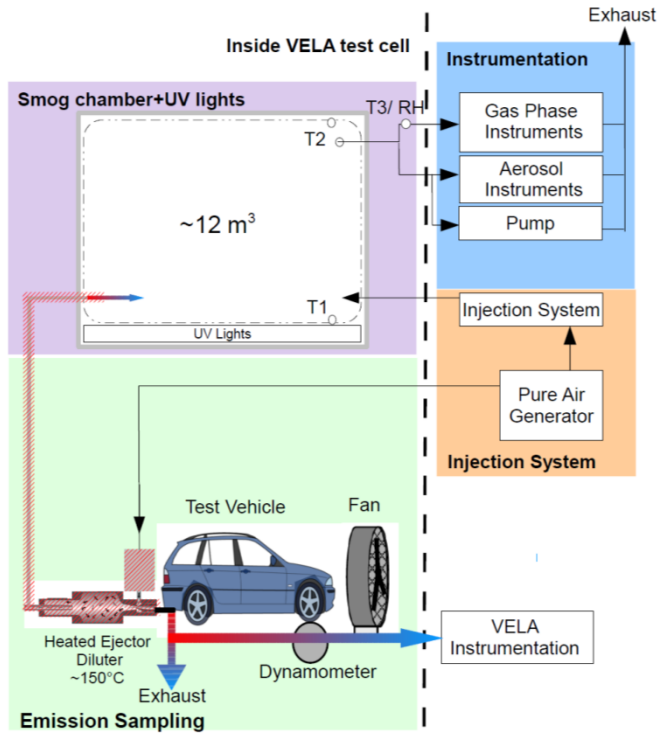 Exhaust
Inside VELA test cell
Instrumentation
Smog chamber+UV lights
T3/ RH
Gas Phase
Instruments
T2
Aerosol
Instruments
~12 m³
Pump
T1
Injection System
UV Lights
Pure Air
Generator
Injection System
Test Vehicle
Fan
VELA
Instrumentation
Heated Ejector
Diluter
~150°C
Dynamometer
Exhaust
Emission Sampling